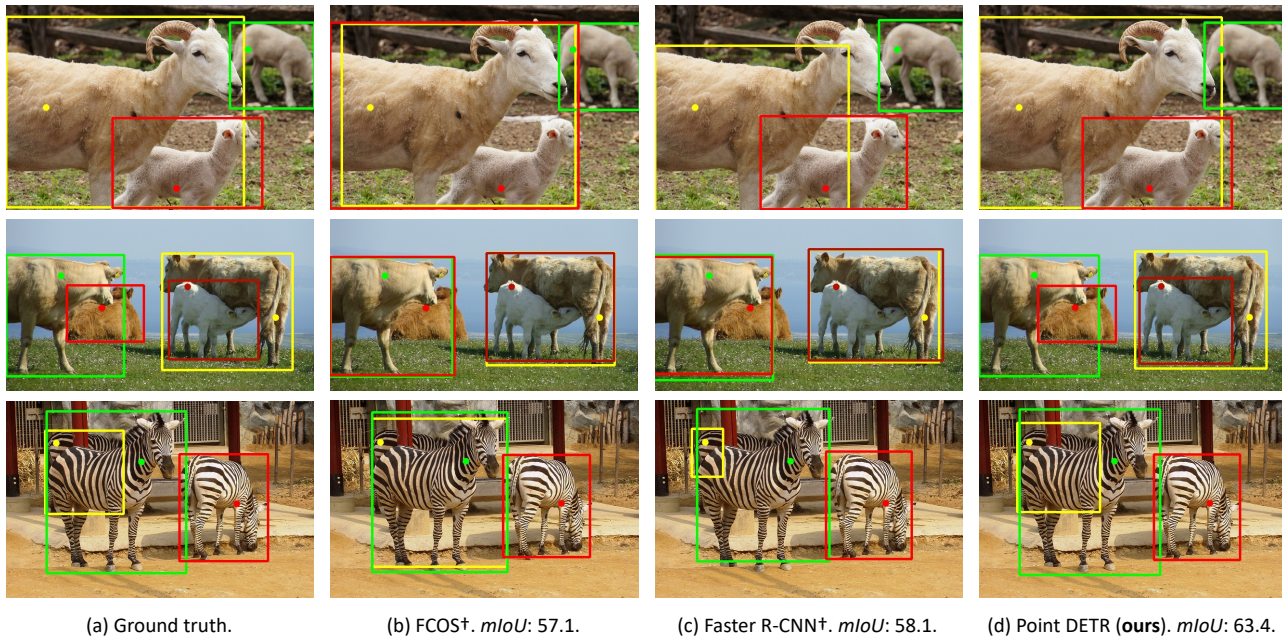 (a) Ground truth.
(b) FCOS†. mIoU: 57.1.
(c) Faster R-CNN†. mIoU: 58.1.
(d) Point DETR (ours). mIoU: 63.4.